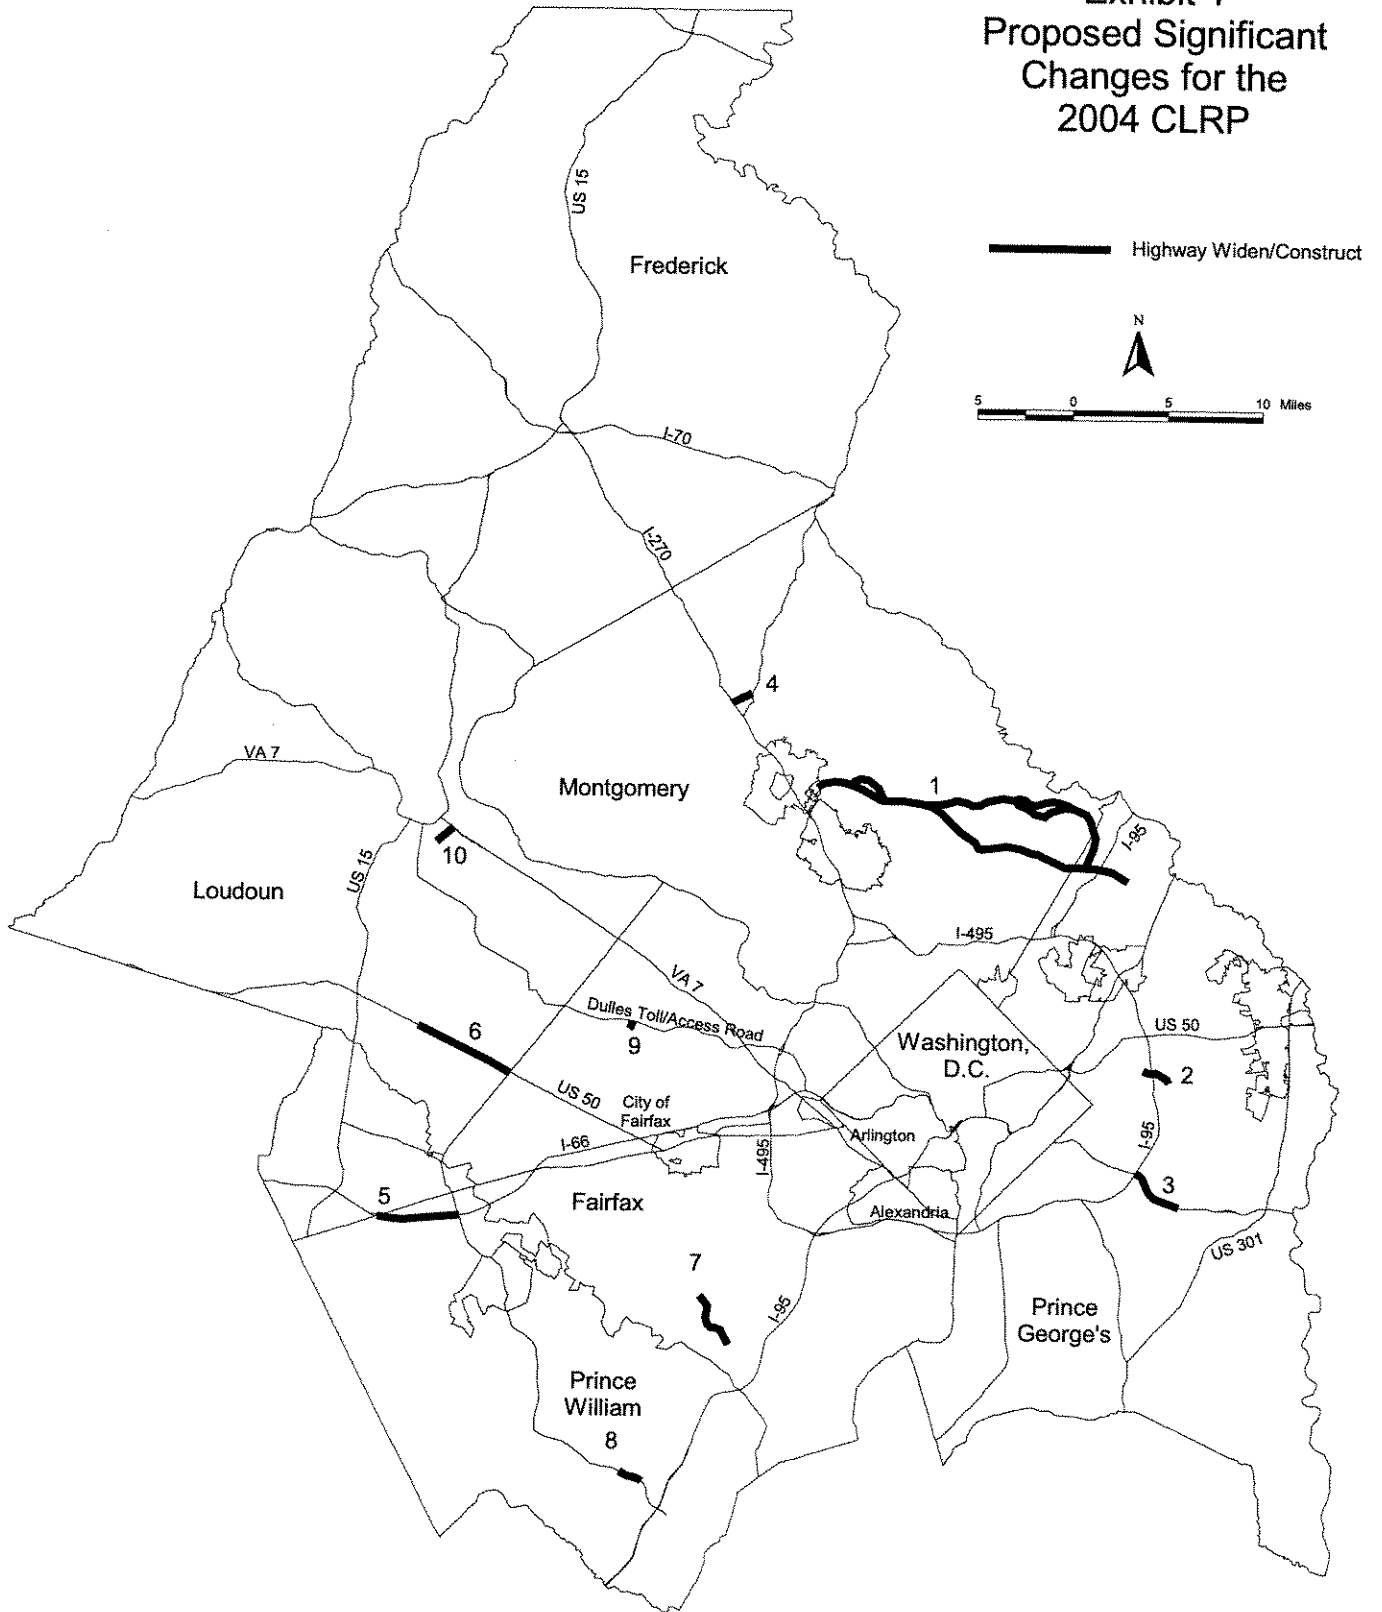 Proposed Significant
Changes for the
2004 CLRP
US 15
Frederick
Highway Widen/Construct
N
5 0 5 10 Miles
I-70
I-270
4
VA 7
Montgomery
1
I-95
10
US 15
Loudoun
I-495
VA 7
6
Dulles Toll/Access Road
9
Washington,
D.C.
US 50
2
US 50
City of
Fairfax
I-66
Arlington
I-495
I-95
5
Fairfax
Alexandria
3
US 301
7
I-95
Prince
George's
Prince
William
8